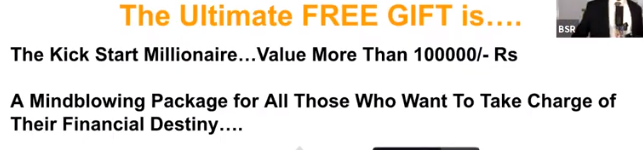 The Ultimate FREE GIFT is....
BSR
The Kick Start Millionaire...Value More Than 100000/- Rs
A Mindblowing Package for All Those Who Want To Take Charge of
Their Financial Destiny....